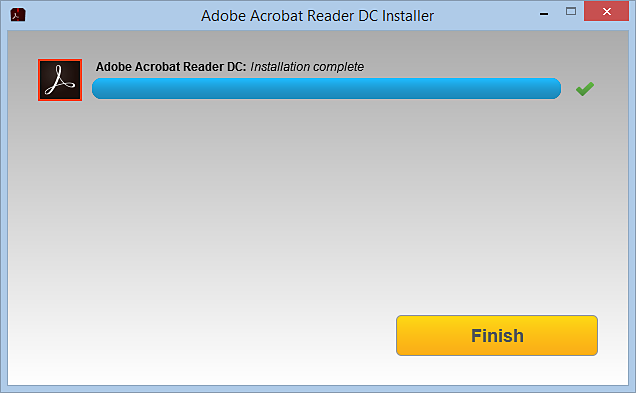 Adobe Acrobat Reader DC Installer
Adobe Acrobat Reader DC: Installation complete
Finish